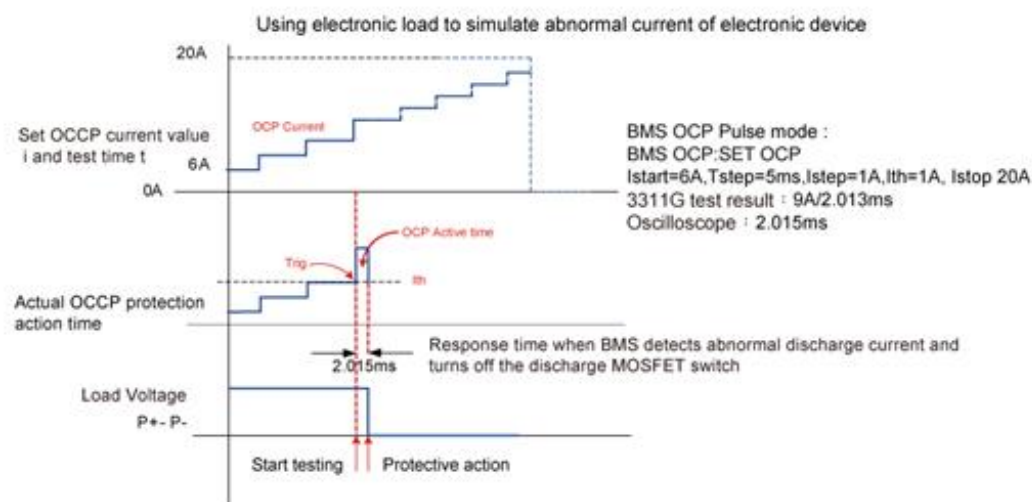 Using electronic load to simulate abnormal current of electronic device
20A
OCP Current
Set OCCP current value
i and test time t
6A
0A
BMS OCP Pulse mode :
BMS OCP:SET OCP
Istart=6A,Tstep=5ms,Istep=1A,Ith=1A, Istop 20A
3311G test result : 9A/2.013ms
Oscilloscope : 2.015ms
OCP Active time
Trig
Ith
Actual OCCP protection
action time
2.015ms
Response time when BMS detects abnormal discharge current and
turns off the discharge MOSFET switch
Load Voltage
P+- P-
Start testing
Protective action